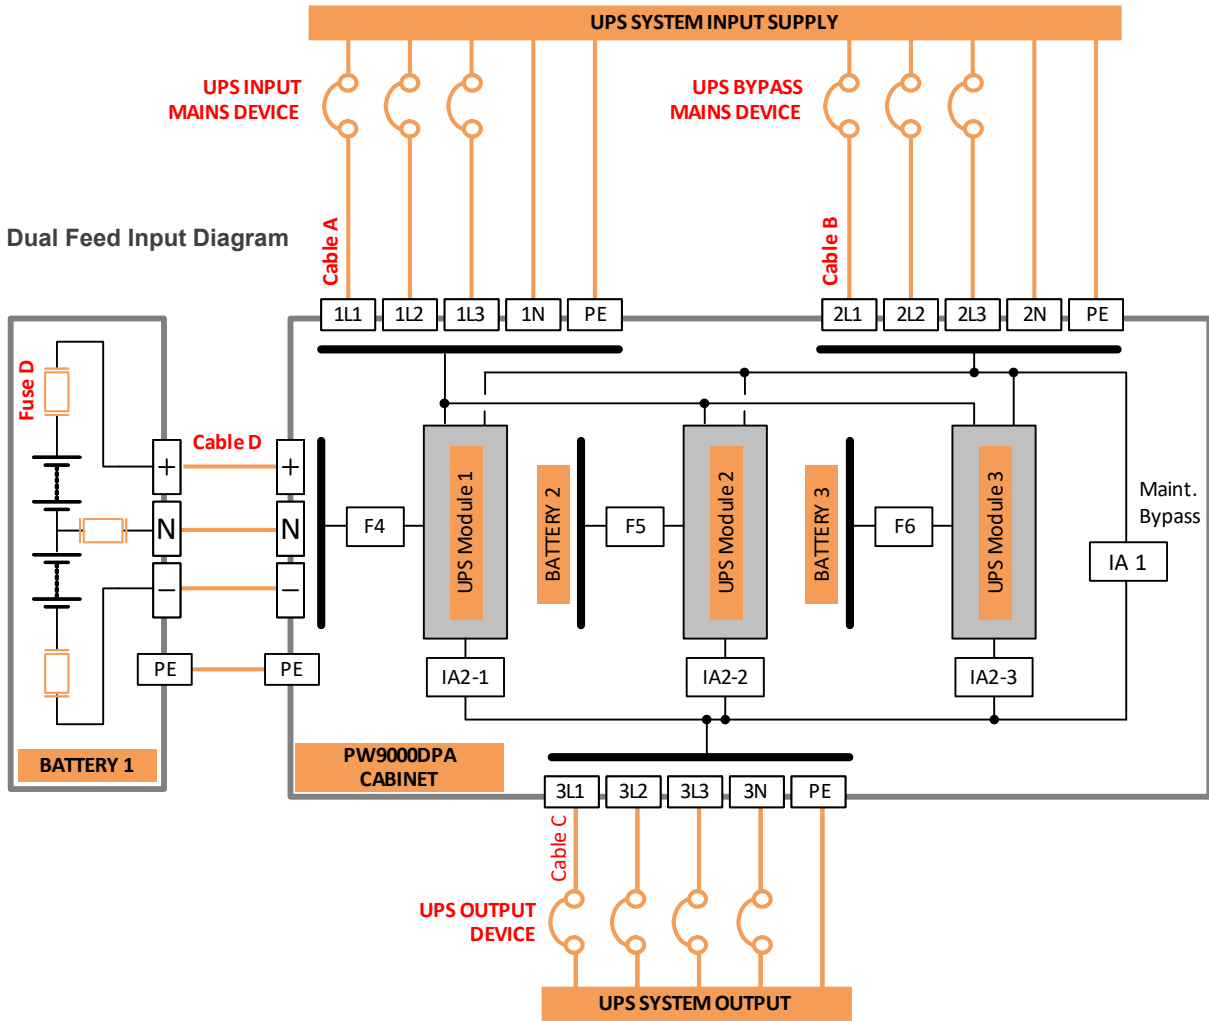 UPS SYSTEM INPUT SUPPLY
UPS INPUT
MAINS DEVICE
UPS BYPASS
MAINS DEVICE
Cable A
Cable B
Dual Feed Input Diagram
1L1
1L2
1L3
1N
PE
2L1
2L2
2L3
2N
PE
Fuse D
Cable D
+
+
N
N
−
−
PE
PE
F4
UPS Module 1
BATTERY 2
F5
UPS Module 2
BATTERY 3
F6
UPS Module 3
Maint.
Bypass
IA 1
IA2-1
IA2-2
IA2-3
BATTERY 1
PW9000DPA
CABINET
3L1
3L2
3L3
3N
PE
Cable C
UPS OUTPUT
DEVICE
UPS SYSTEM OUTPUT